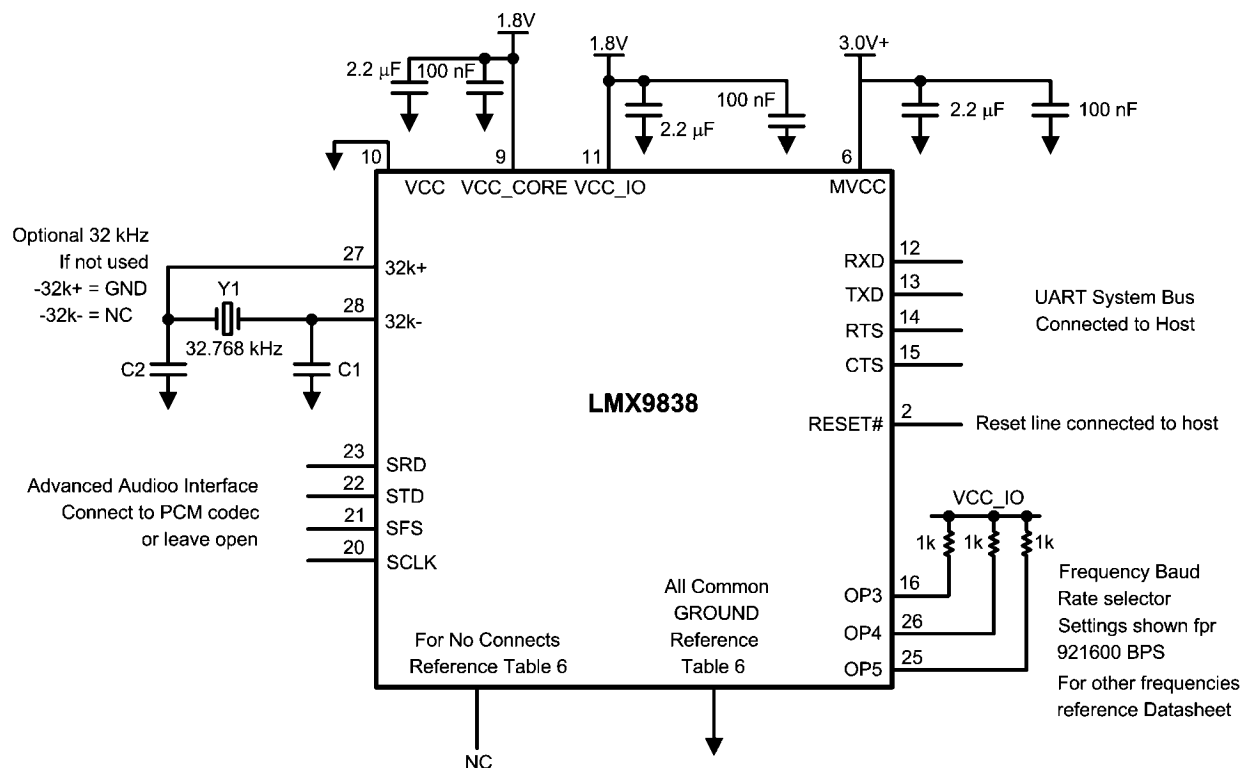 1.8V
1.8V
3.0V+
2.2 μF
100 nF
100 nF
2.2 μF
2.2 μF
100 nF
10
9
11
6
VCC
VCC_CORE
VCC_IO
MVCC
Optional 32 kHz
If not used
-32k+ = GND
-32k- = NC
27
32k+
Y1
28
32k-
32.768 kHz
C2
C1
RXD
12
TXD
13
RTS
14
CTS
15
UART System Bus
Connected to Host
LMX9838
RESET#
2
Reset line connected to host
Advanced Audioo Interface
Connect to PCM codec
or leave open
23
SRD
22
STD
21
SFS
20
SCLK
VCC_IO
1k
1k
1k
OP3
16
OP4
26
OP5
25
Frequency Baud
Rate selector
Settings shown fpr
921600 BPS
For other frequencies
reference Datasheet
For No Connects
Reference Table 6
All Common
GROUND
Reference
Table 6
NC